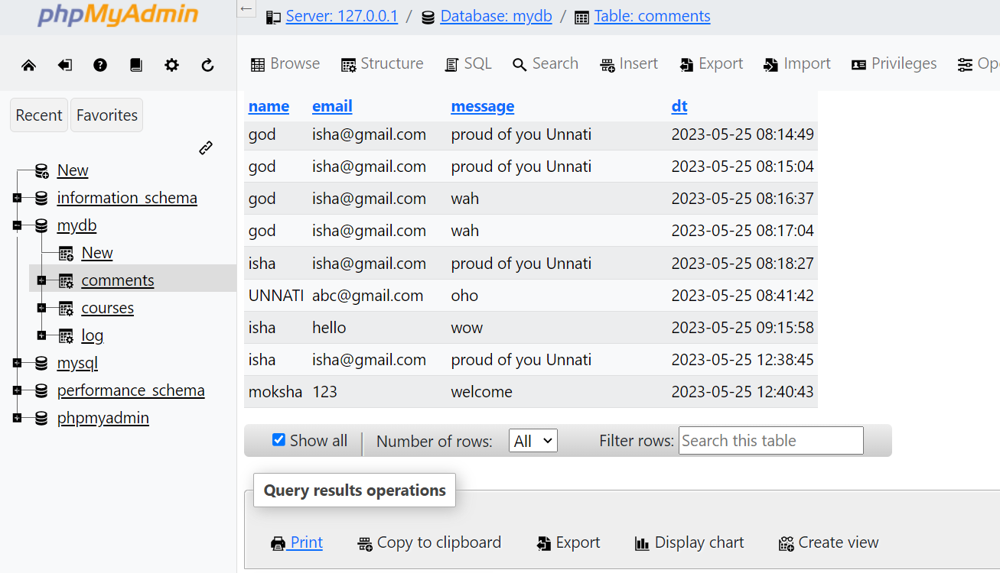 phpMyAdmin
Server: 127.0.0.1 / Database: mydb / Table: comments
Browse Structure SQL Search Insert Export Import Privileges Ope
Recent Favorites
New
information_schema
mydb
New
comments
courses
log
mysql
performance_schema
phpmyadmin
name email message dt
god isha@gmail.com proud of you Unnati 2023-05-25 08:14:49
god isha@gmail.com proud of you Unnati 2023-05-25 08:15:04
god isha@gmail.com wah 2023-05-25 08:16:37
god isha@gmail.com wah 2023-05-25 08:17:04
isha isha@gmail.com proud of you Unnati 2023-05-25 08:18:27
UNNATI abc@gmail.com oho 2023-05-25 08:41:42
isha hello wow 2023-05-25 09:15:58
isha isha@gmail.com proud of you Unnati 2023-05-25 12:38:45
moksha 123 welcome 2023-05-25 12:40:43
Show all Number of rows: All Filter rows: Search this table
Query results operations
Print Copy to clipboard Export Display chart Create view